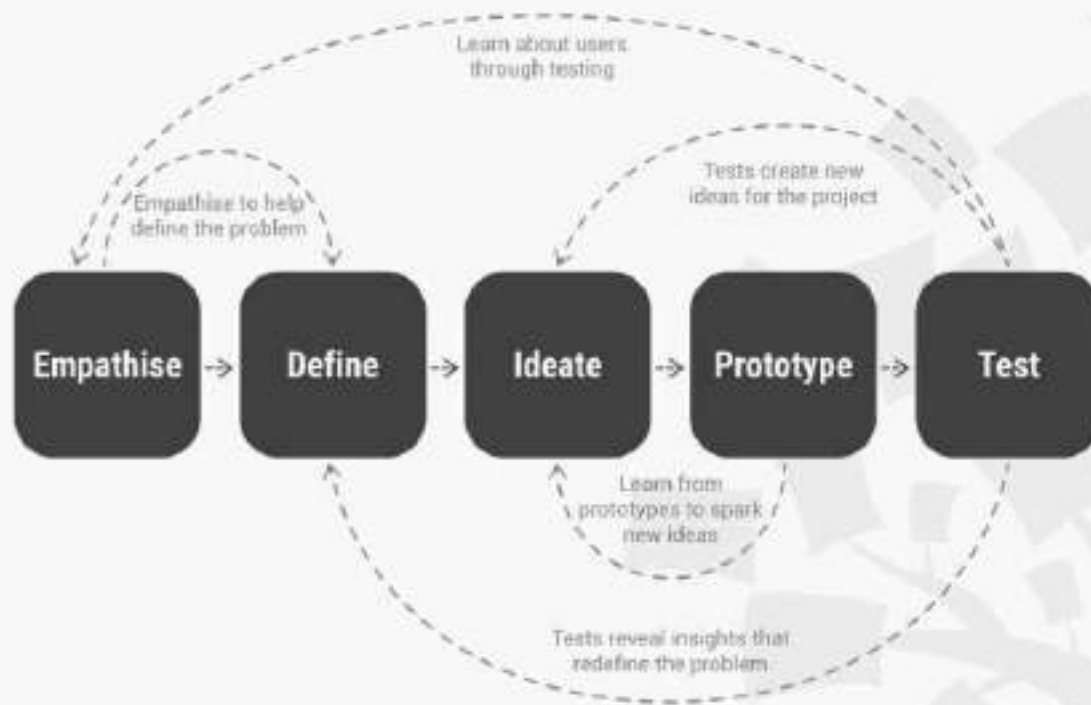 Learn about users
through testing
Tests create new
ideas for the project
Empathise to help
define the problem
Empathise
Define
Ideate
Prototype
Test
Learn from
prototypes to spark
new ideas
Tests reveal insights that
redefine the problem